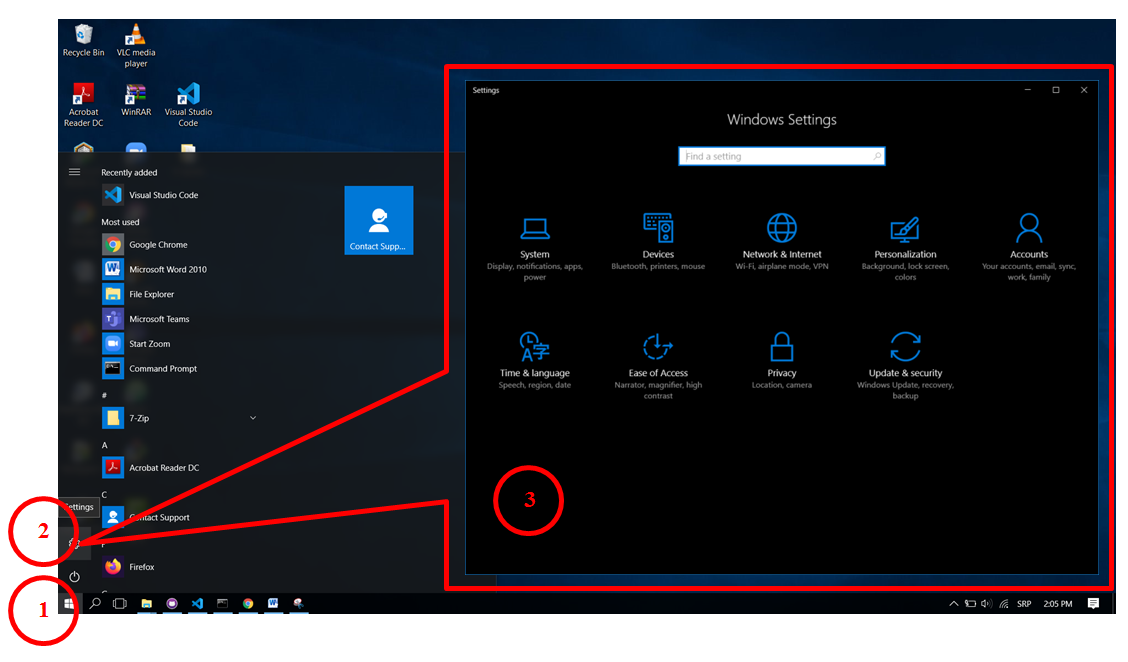 Recycle Bin
VLC media
player
Acrobat
Reader DC
WinRAR
Visual Studio
Code
Recently added
Visual Studio Code
Most used
Google Chrome
Microsoft Word 2010
File Explorer
Microsoft Teams
Start Zoom
Command Prompt
#
7-Zip
A
Acrobat Reader DC
C
Contact Support
F
Firefox
Contact Supp...
Settings
2
1
Settings
Windows Settings
Find a setting
System
Display, notifications, apps,
power
Devices
Bluetooth, printers, mouse
Network & Internet
Wi-Fi, airplane mode, VPN
Personalization
Background, lock screen,
colors
Accounts
Your accounts, email, sync,
work, family
Time & language
Speech, region, date
Ease of Access
Narrator, magnifier, high
contrast
Privacy
Location, camera
Update & security
Windows Update, recovery,
backup
3
SRP
2:05 PM